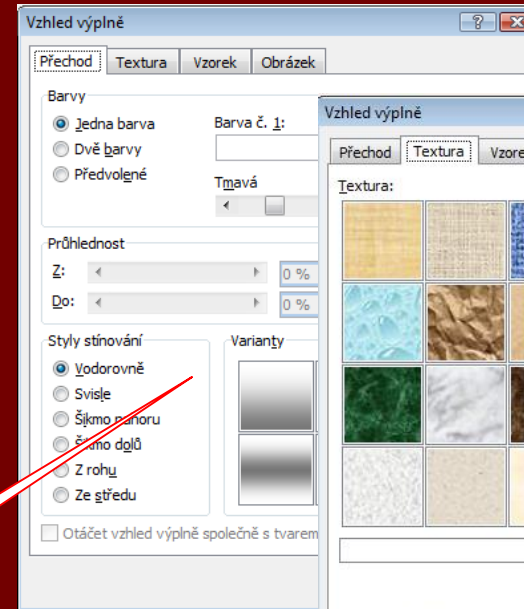 Vzhled výplně
Přechod Textura Vzorek Obrázek
Barvy
Jedna barva
Dvě barvy
Předvolené
Barva č. 1:
Tmavá
Průhlednost
Z: 0 %
Do: 0 %
Styly stínování
Vodorovně
Svisle
Šikmo nahoru
Šikmo dolů
Z rohu
Ze středu
Varianty
Otáčet vzhled výplně společně s tvarem
Vzhled výplně
Přechod Textura Vzore
Textura: